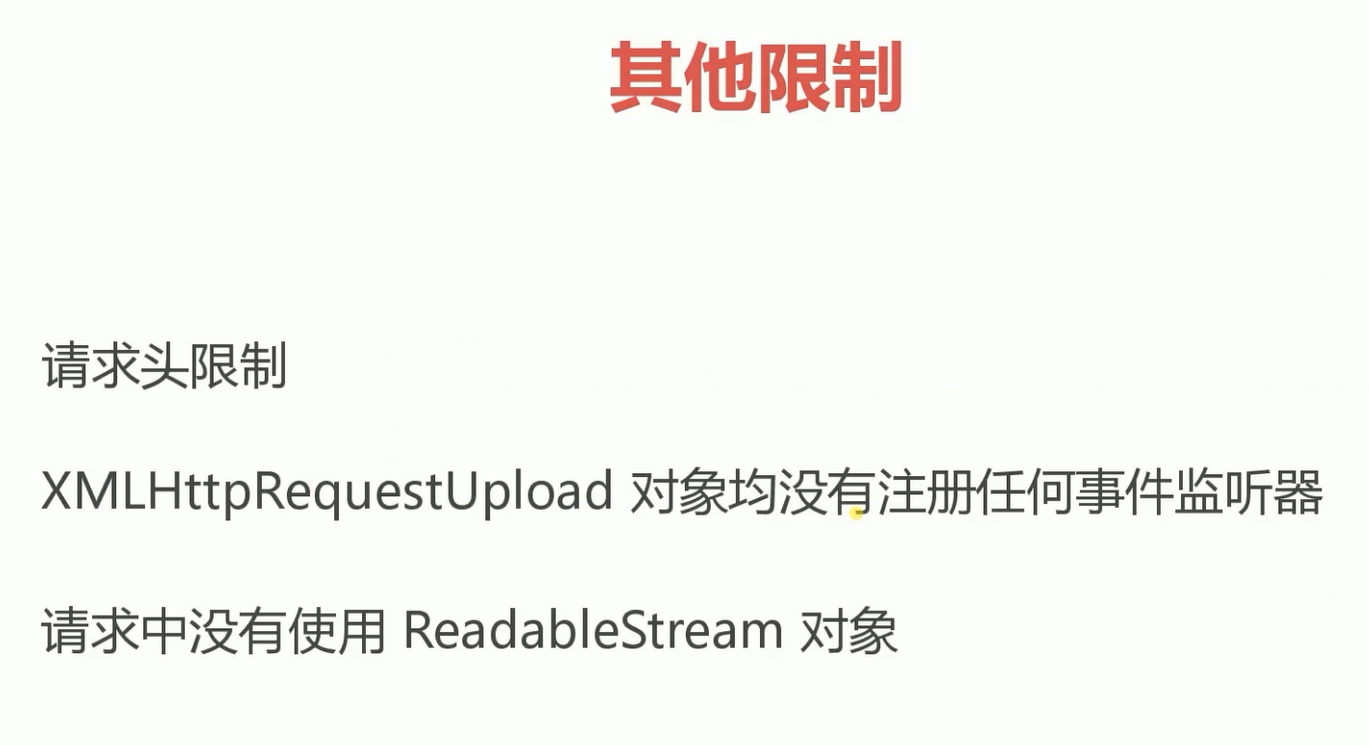 其他限制
请求头限制
XMLHttpRequestUpload 对象均没有注册任何事件监听器
请求中没有使用 ReadableStream 对象